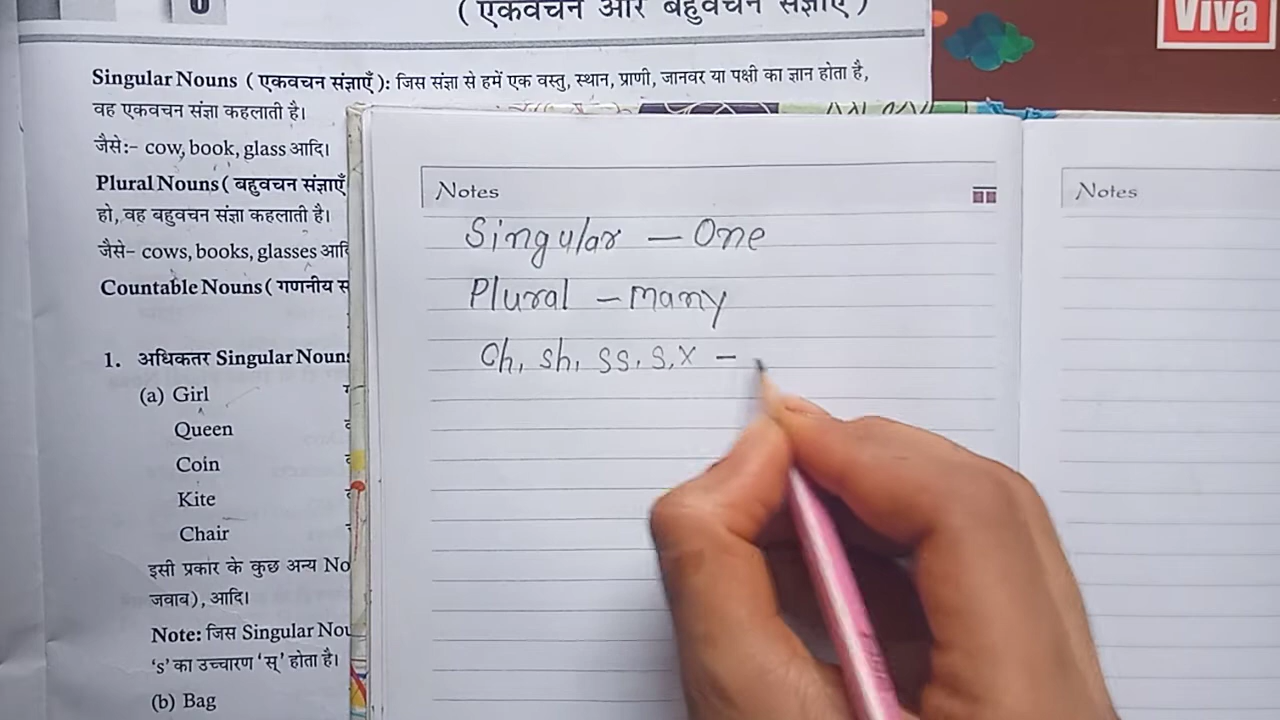 ( एकवचन और बहुवचन संज्ञाएँ )
Viva
Singular Nouns ( एकवचन संज्ञाएँ ): जिस संज्ञा से हमें एक वस्तु, स्थान, प्राणी, जानवर या पक्षी का ज्ञान होता है,
वह एकवचन संज्ञा कहलाती है।
जैसे:- cow, book, glass आदि।
Plural Nouns ( बहुवचन संज्ञाएँ
हो, वह बहुवचन संज्ञा कहलाती है।
जैसे– cows, books, glasses आदि
Countable Nouns ( गणनीय
1. अधिकतर Singular Nouns
(a) Girl
Queen
Coin
Kite
Chair
इसी प्रकार के कुछ अन्य No
जवाब), आदि।
Note: जिस Singular Nou
‘s’ का उच्चारण ‘स्’ होता है।
(b) Bag
Notes
Singular – One
Plural – many
Ch, sh, ss, s, x –
Notes